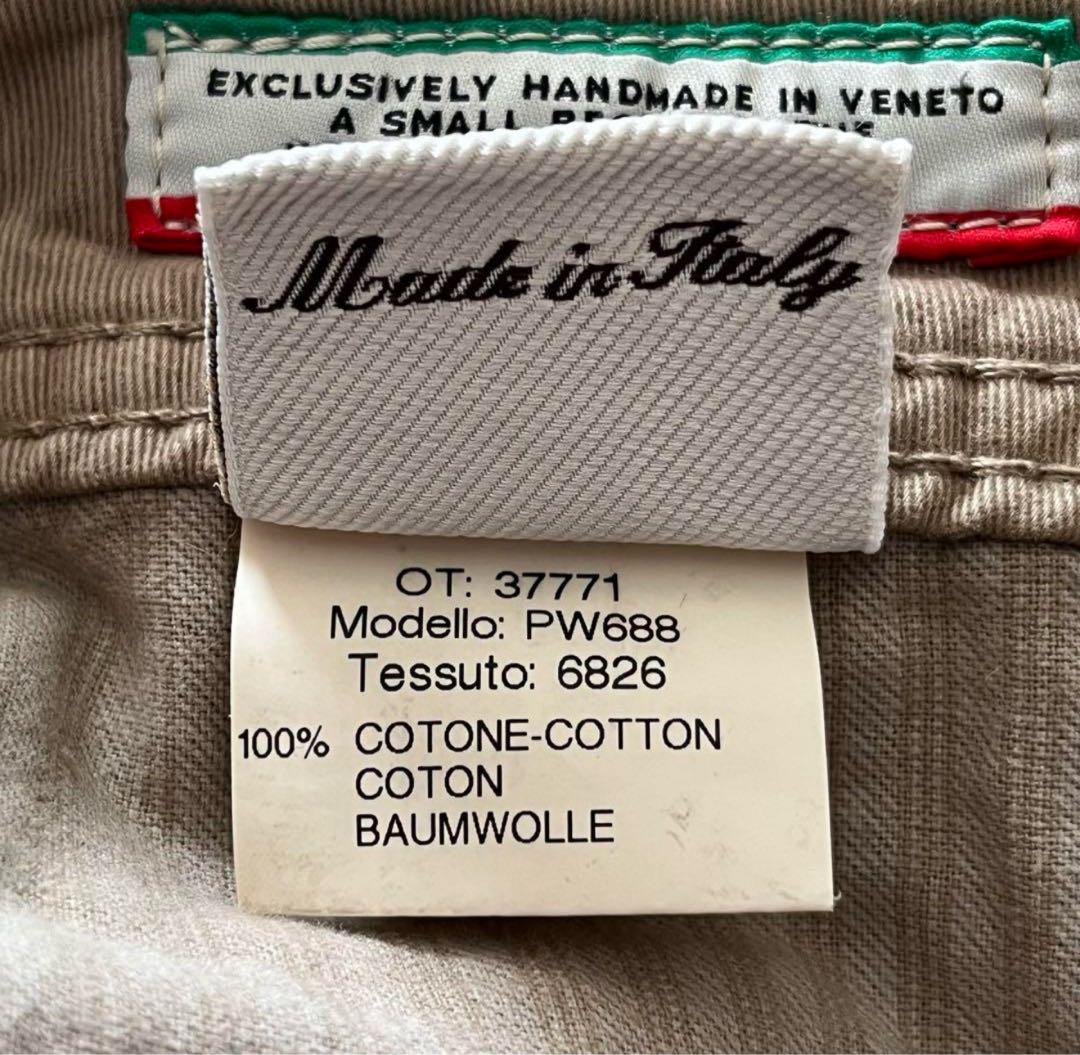 EXCLUSIVELY HANDMADE IN VENETO
A SMALL
Made in Italy
OT: 37771
Modello: PW688
Tessuto: 6826
100% COTONE-COTTON
COTON
BAUMWOLLE